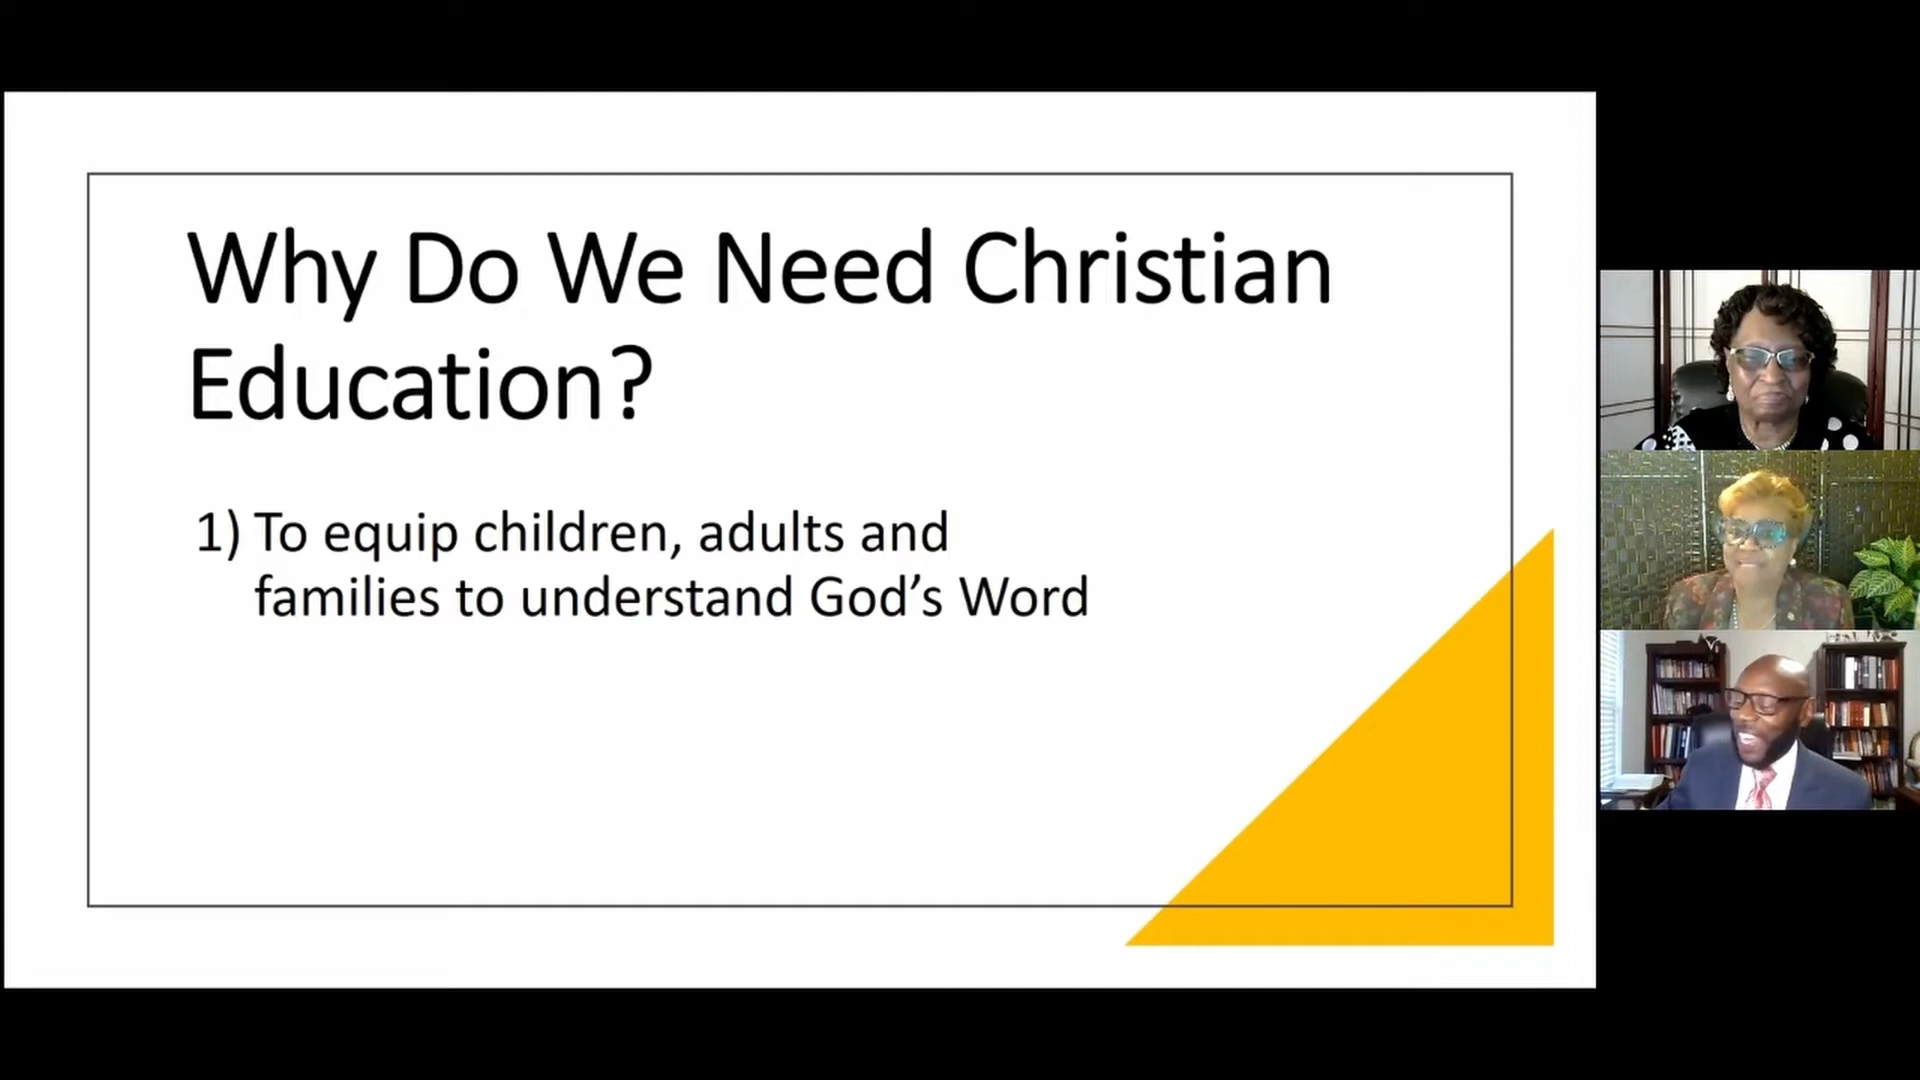 Why Do We Need Christian
Education?
1) To equip children, adults and
families to understand God’s Word